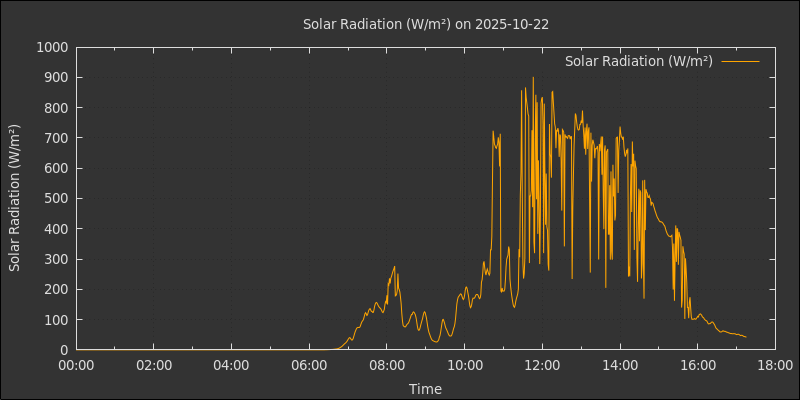 Solar Radiation (W/m²) on 2025-10-22
Solar Radiation (W/m²)
Solar Radiation (W/m²)
1000
900
800
700
600
500
400
300
200
100
0
00:00 02:00 04:00 06:00 08:00 10:00 12:00 14:00 16:00 18:00
Time